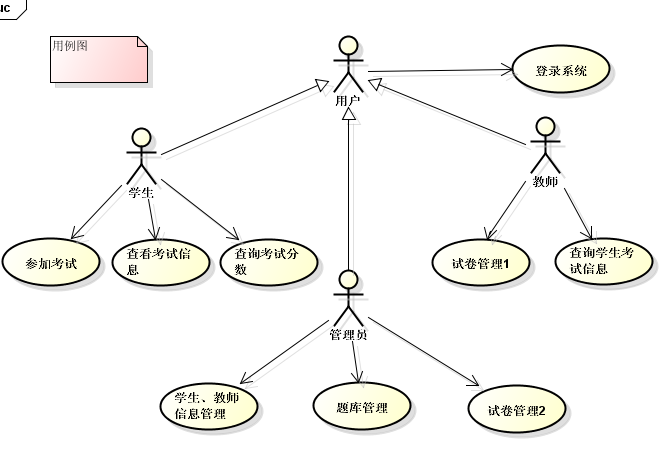 uc
用例图
用户
登录系统
学生
教师
参加考试
查看考试信
息
查询考试分
数
试卷管理1
查询学生考
试信息
管理员
学生、教师
信息管理
题库管理
试卷管理2